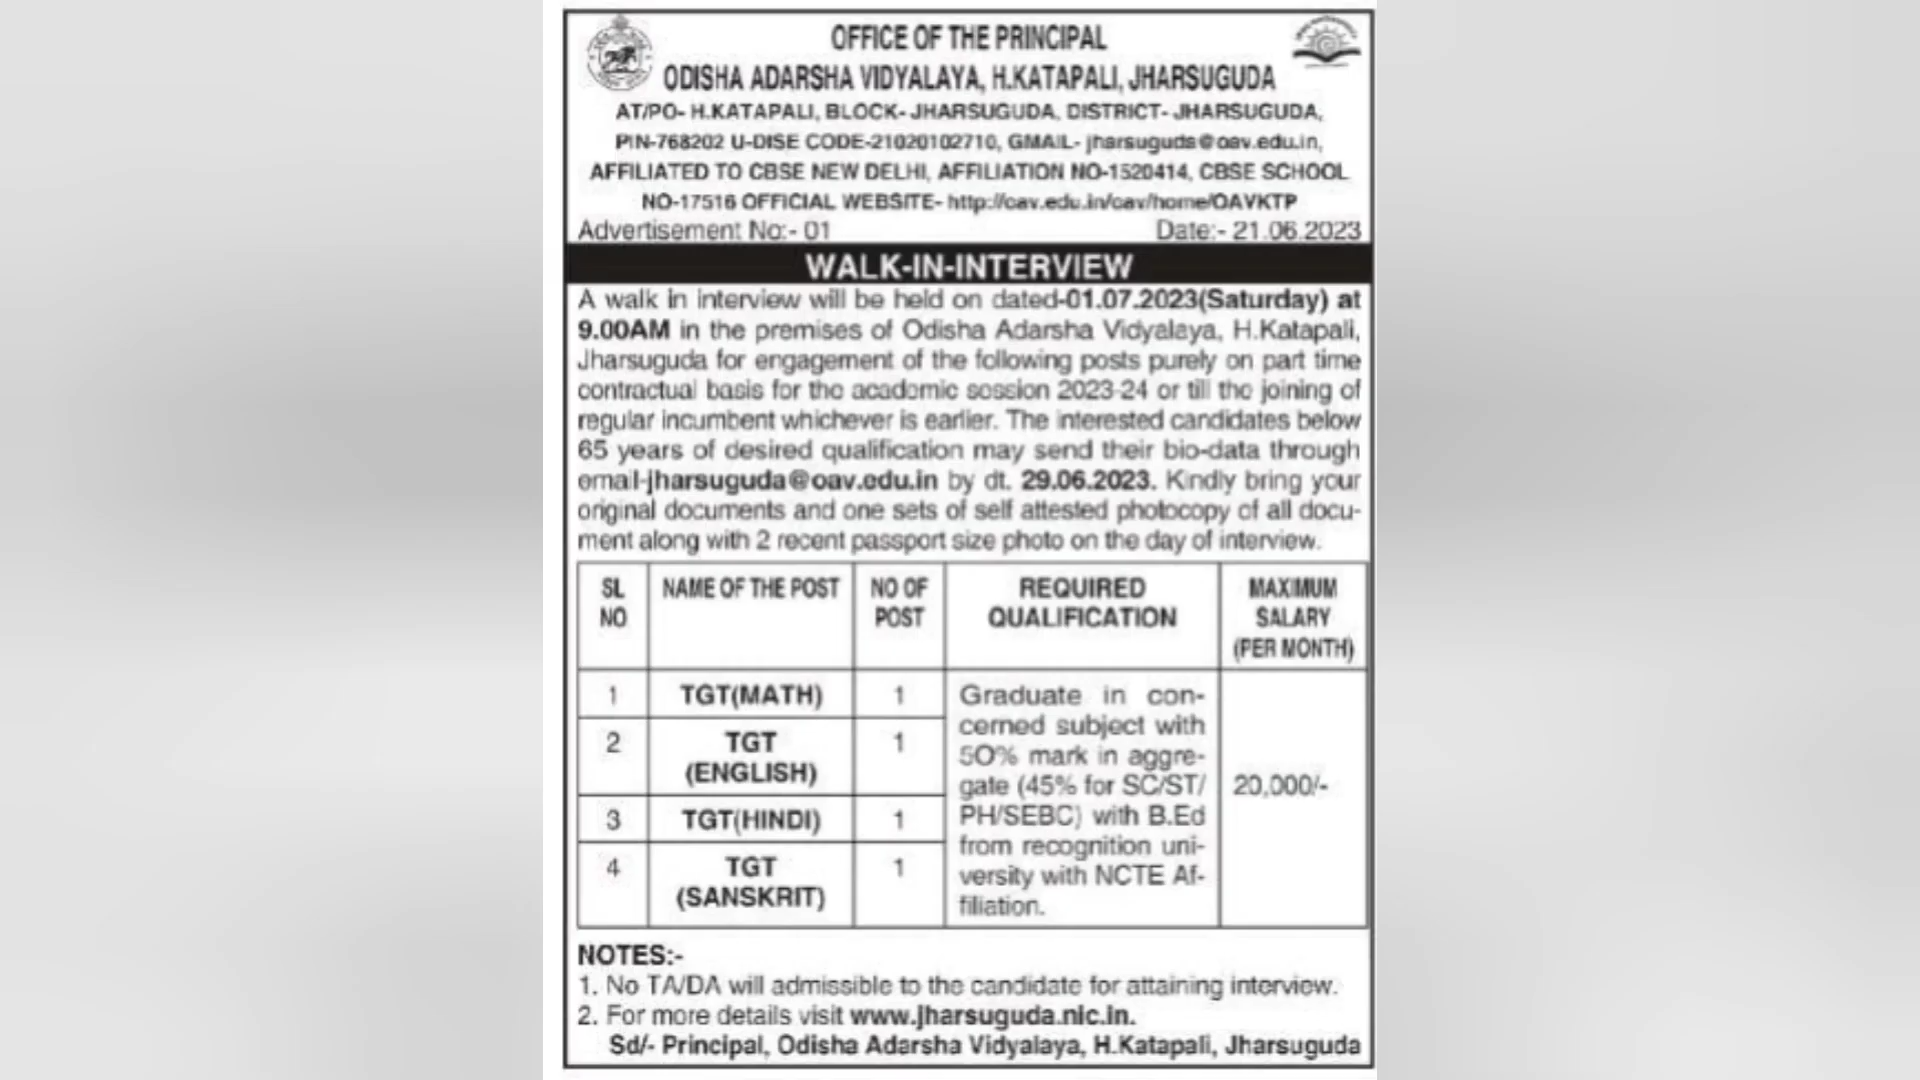 OFFICE OF THE PRINCIPAL
ODISHA ADARSHA VIDYALAYA, H.KATAPALI, JHARSUGUDA
AT/PO- H.KATAPALI, BLOCK- JHARSUGUDA, DISTRICT- JHARSUGUDA,
PIN-768202 U-DISE CODE-21020102710, GMAIL- jharsuguda@oav.edu.in,
AFFILIATED TO CBSE NEW DELHI, AFFILIATION NO-1520414, CBSE SCHOOL
NO-17516 OFFICIAL WEBSITE- http://oav.edu.in/oav/home/OAVKTP
Advertisement No:- 01 Date:- 21.06.2023
WALK-IN-INTERVIEW
A walk in interview will be held on dated-01.07.2023(Saturday) at
9.00AM in the premises of Odisha Adarsha Vidyalaya, H.Katapali,
Jharsuguda for engagement of the following posts purely on part time
contractual basis for the academic session 2023-24 or till the joining of
regular incumbent whichever is earlier. The interested candidates below
65 years of desired qualification may send their bio-data through
email-jharsuguda@oav.edu.in by dt. 29.06.2023. Kindly bring your
original documents and one sets of self attested photocopy of all docu-
ment along with 2 recent passport size photo on the day of interview.
SL NO
NAME OF THE POST
NO OF POST
REQUIRED QUALIFICATION
MAXIMUM SALARY (PER MONTH)
1 TGT(MATH) 1
2 TGT (ENGLISH) 1
3 TGT(HINDI) 1
4 TGT (SANSKRIT) 1
Graduate in con-
cerned subject with
50% mark in aggre-
gate (45% for SC/ST/
PH/SEBC) with B.Ed
from recognition uni-
versity with NCTE Af-
filiation.
20,000/-
NOTES:-
1. No TA/DA will admissible to the candidate for attaining interview.
2. For more details visit www.jharsuguda.nic.in.
Sd/- Principal, Odisha Adarsha Vidyalaya, H.Katapali, Jharsuguda